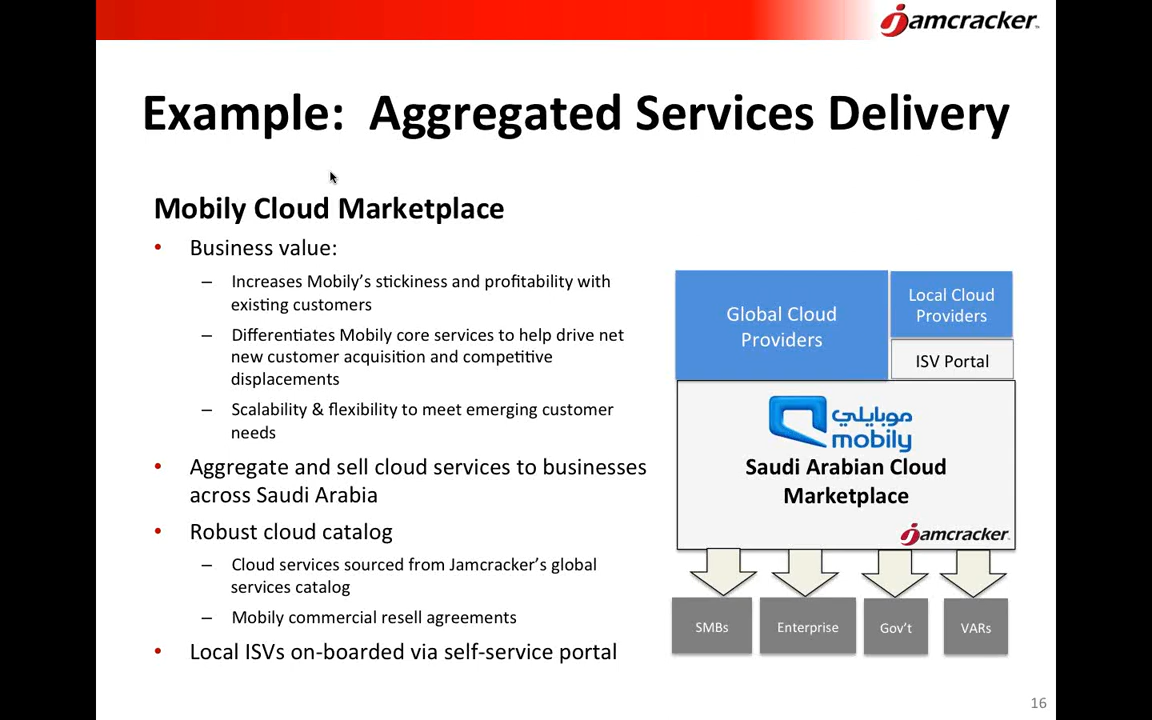 jamcracker
Example: Aggregated Services Delivery
Mobily Cloud Marketplace
• Business value:
– Increases Mobily's stickiness and profitability with
existing customers
– Differentiates Mobily core services to help drive net
new customer acquisition and competitive
displacements
– Scalability & flexibility to meet emerging customer
needs
• Aggregate and sell cloud services to businesses
across Saudi Arabia
• Robust cloud catalog
– Cloud services sourced from Jamcracker's global
services catalog
– Mobily commercial resell agreements
• Local ISVs on-boarded via self-service portal
Global Cloud
Providers
Local Cloud
Providers
ISV Portal
موبايلي
mobily
Saudi Arabian Cloud
Marketplace
jamcracker
SMBs
Enterprise
Gov't
VARs
16